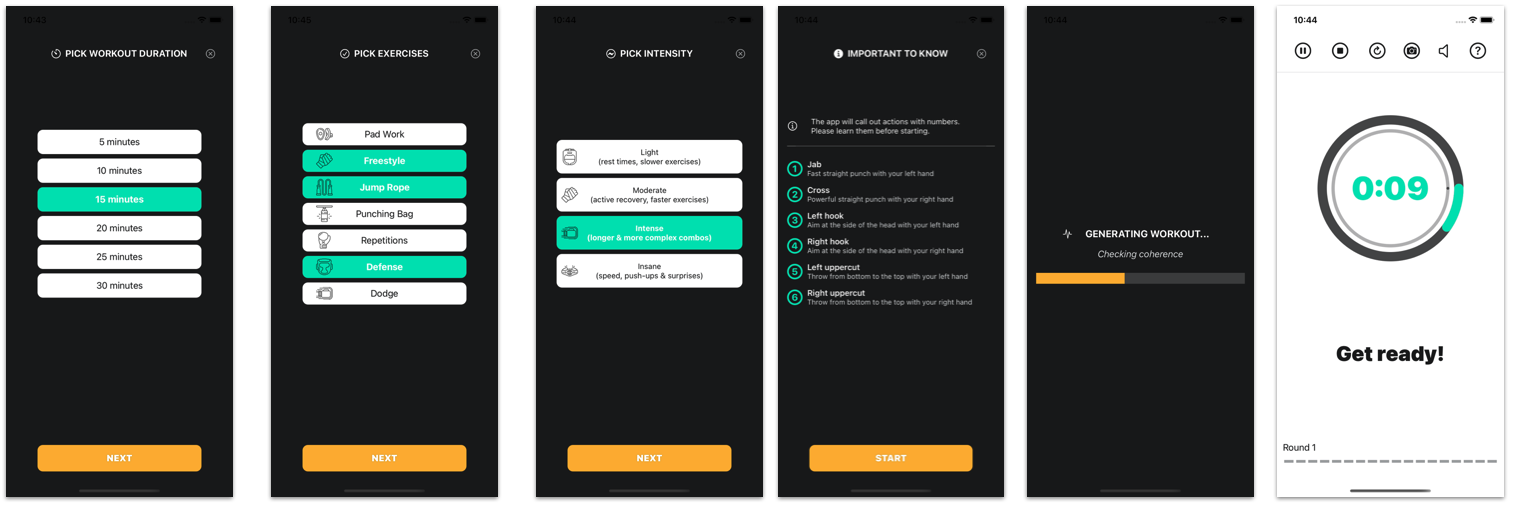 10:43
PICK WORKOUT DURATION
5 minutes
10 minutes
15 minutes
20 minutes
25 minutes
30 minutes
NEXT
10:45
PICK EXERCISES
Pad Work
Freestyle
Jump Rope
Punching Bag
Repetitions
Defense
Dodge
NEXT
10:44
PICK INTENSITY
Light
(rest times, slower exercises)
Moderate
(active recovery, faster exercises)
Intense
(longer & more complex combos)
Insane
(speed, push-ups & surprises)
NEXT
10:44
IMPORTANT TO KNOW
The app will call out actions with numbers.
Please learn them before starting.
1 Jab
Fast straight punch with your left hand
2 Cross
Powerful straight punch with your right hand
3 Left hook
Aim at the side of the head with your left hand
4 Right hook
Aim at the side of the head with your right hand
5 Left uppercut
Throw from bottom to the top with your left hand
6 Right uppercut
Throw from bottom to the top with your right hand
START
10:44
GENERATING WORKOUT...
Checking coherence
10:44
?
0:09
Get ready!
Round 1